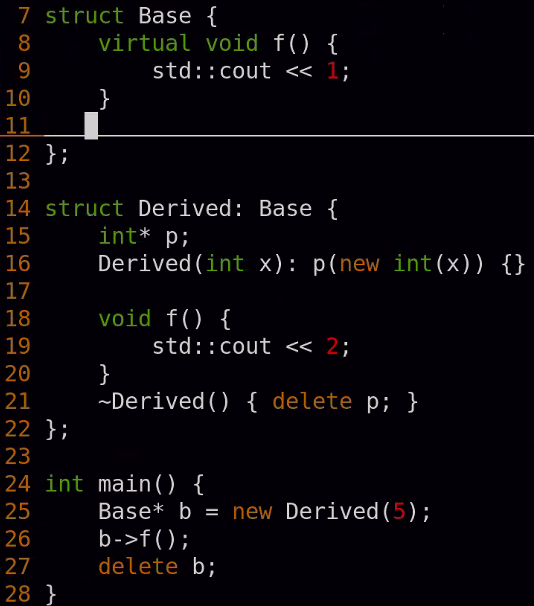 7 struct Base {
8     virtual void f() {
9         std::cout << 1;
10     }
11
12 };
13
14 struct Derived: Base {
15     int* p;
16     Derived(int x): p(new int(x)) {}
17
18     void f() {
19         std::cout << 2;
20     }
21     ~Derived() { delete p; }
22 };
23
24 int main() {
25     Base* b = new Derived(5);
26     b->f();
27     delete b;
28 }